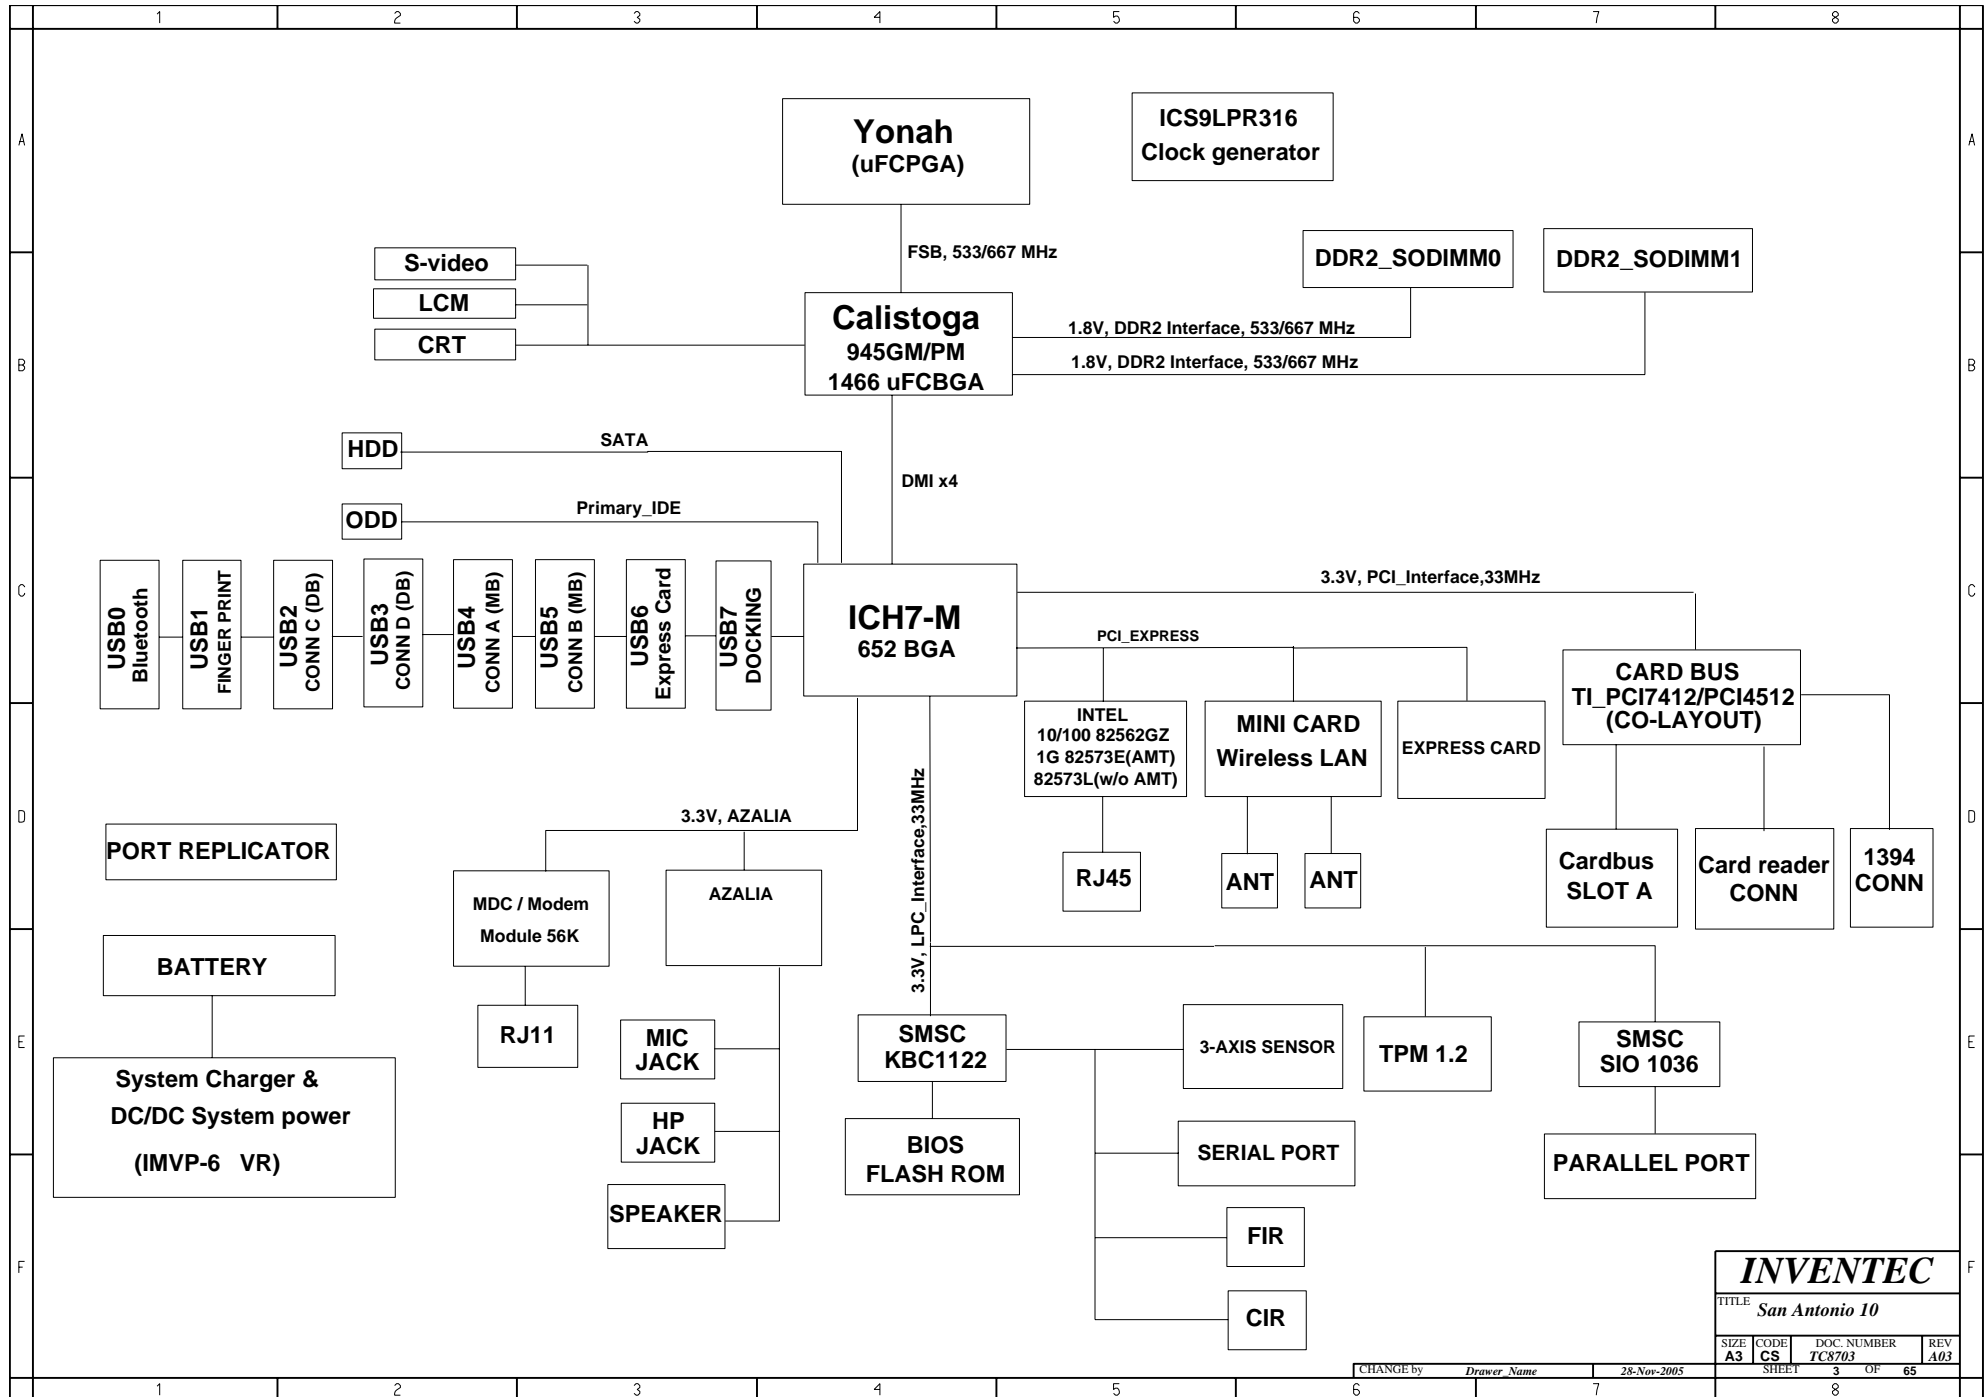 1 2 3 4 5 6 7 8
A
A
B
B
C
C
D
D
E
E
F
F
Yonah
(uFCPGA)
ICS9LPR316
Clock generator
FSB, 533/667 MHz
S-video
LCM
CRT
Calistoga
945GM/PM
1466 uFCBGA
DDR2_SODIMM0
DDR2_SODIMM1
1.8V, DDR2 Interface, 533/667 MHz
1.8V, DDR2 Interface, 533/667 MHz
HDD
SATA
DMI x4
ODD
Primary_IDE
USB0
Bluetooth
USB1
FINGER PRINT
USB2
CONN C (DB)
USB3
CONN D (DB)
USB4
CONN A (MB)
USB5
CONN B (MB)
USB6
Express Card
USB7
DOCKING
ICH7-M
652 BGA
3.3V, PCI_Interface,33MHz
PCI_EXPRESS
CARD BUS
TI_PCI7412/PCI4512
(CO-LAYOUT)
INTEL
10/100 82562GZ
1G 82573E(AMT)
82573L(w/o AMT)
MINI CARD
Wireless LAN
EXPRESS CARD
3.3V, AZALIA
3.3V, LPC_Interface,33MHz
PORT REPLICATOR
MDC / Modem
Module 56K
AZALIA
RJ45
ANT
ANT
Cardbus
SLOT A
Card reader
CONN
1394
CONN
BATTERY
RJ11
MIC
JACK
SMSC
KBC1122
3-AXIS SENSOR
TPM 1.2
SMSC
SIO 1036
System Charger &
DC/DC System power
(IMVP-6 VR)
HP
JACK
BIOS
FLASH ROM
SERIAL PORT
PARALLEL PORT
SPEAKER
FIR
CIR
INVENTEC
TITLE
San Antonio 10
SIZE CODE DOC. NUMBER REV
A3 CS TC8703 A03
CHANGE by Drawer_Name 28-Nov-2005 SHEET 3 OF 65
1 2 3 4 5 6 7 8